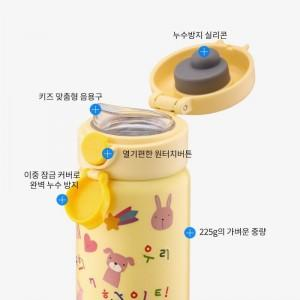 누수방지 실리콘
키즈 맞춤형 음용구
열기편한 원터치버튼
이중 잠금 커버로
완벽 누수 방지
우리
225g의 가벼운 중량